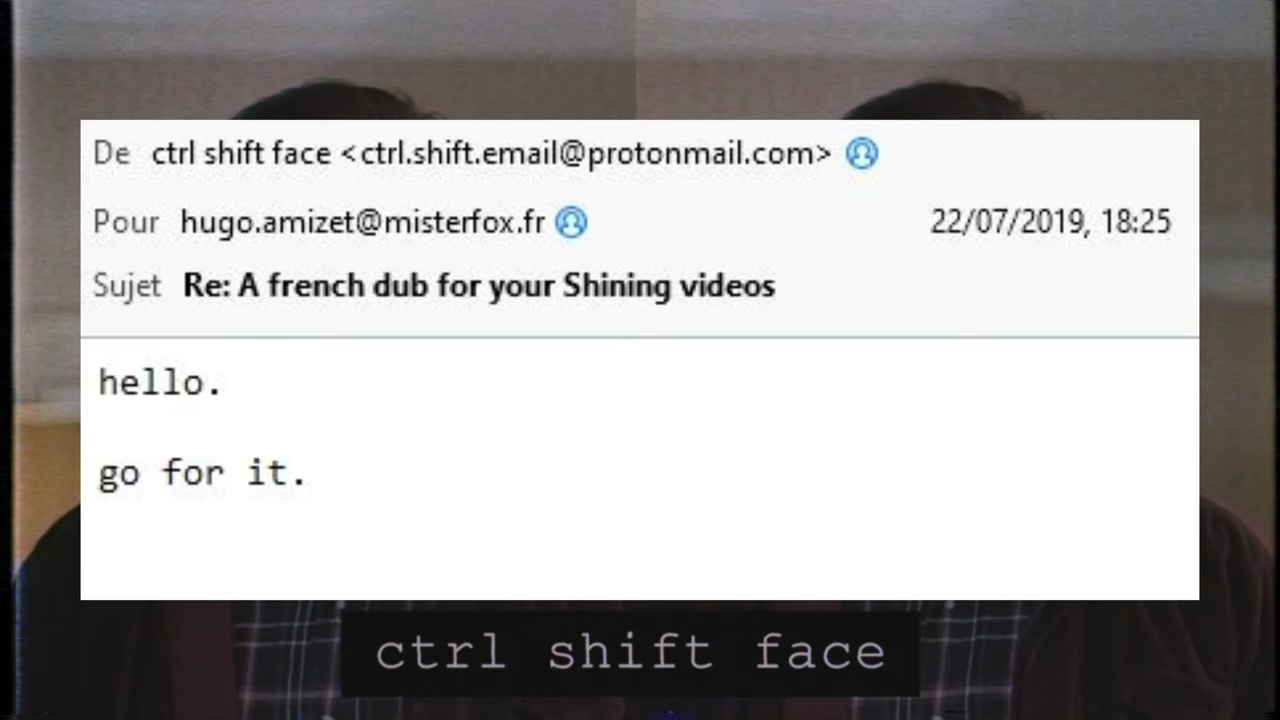 De ctrl shift face <ctrl.shift.email@protonmail.com>
Pour hugo.amizet@misterfox.fr 22/07/2019, 18:25
Sujet Re: A french dub for your Shining videos
hello.
go for it.
ctrl shift face